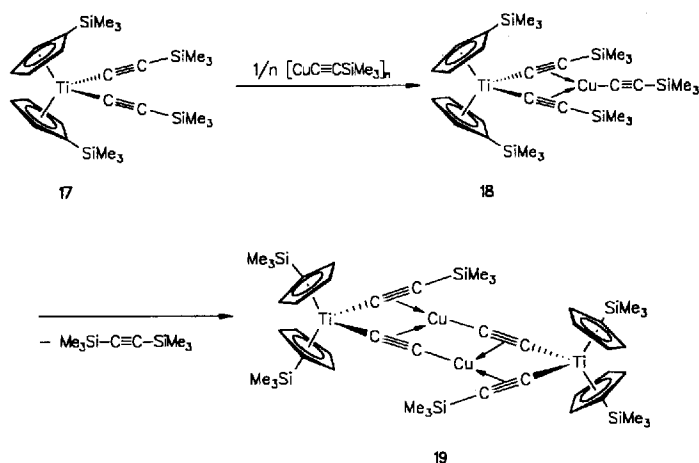 SiMe₃
Ti
C≡C
SiMe₃
C≡C
SiMe₃
SiMe₃
17
1/n [CuC≡CSiMe₃]ₙ
SiMe₃
Ti
C≡C
SiMe₃
Cu—C≡C
SiMe₃
C≡C
SiMe₃
SiMe₃
18
− Me₃Si-C≡C-SiMe₃
Me₃Si
Ti
C≡C
SiMe₃
Cu
C≡C
C≡C
Cu
Me₃Si
Me₃Si
C≡C
Ti
SiMe₃
SiMe₃
19